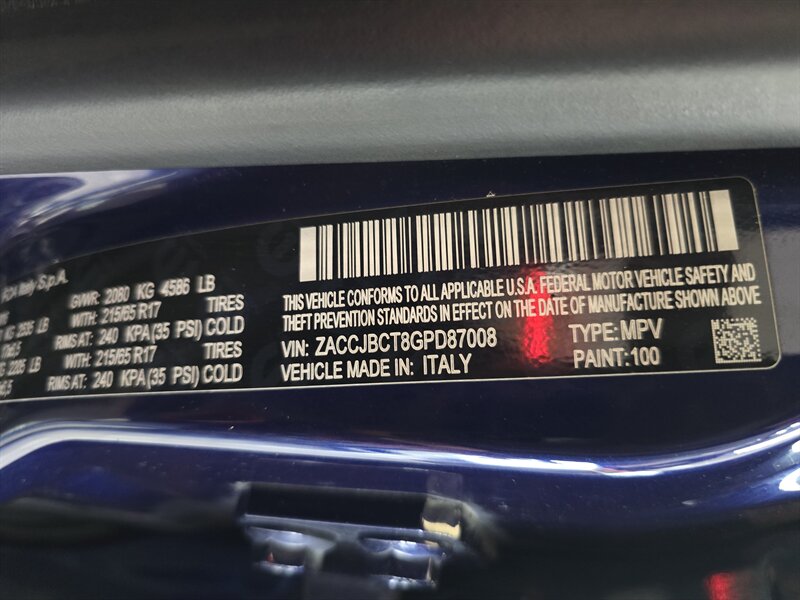 FCA Italy S.p.A.
GVWR: 2080 KG 4586 LB
WITH: 215/65 R17 TIRES
RIMS AT: 240 KPA (35 PSI) COLD
LB WITH: 215/65 R17 TIRES
RIMS AT: 240 KPA (35 PSI) COLD
THIS VEHICLE CONFORMS TO ALL APPLICABLE U.S.A. FEDERAL MOTOR VEHICLE SAFETY AND
THEFT PREVENTION STANDARDS IN EFFECT ON THE DATE OF MANUFACTURE SHOWN ABOVE
VIN: ZACCJBCT8GPD87008 TYPE: MPV
VEHICLE MADE IN: ITALY PAINT: 100